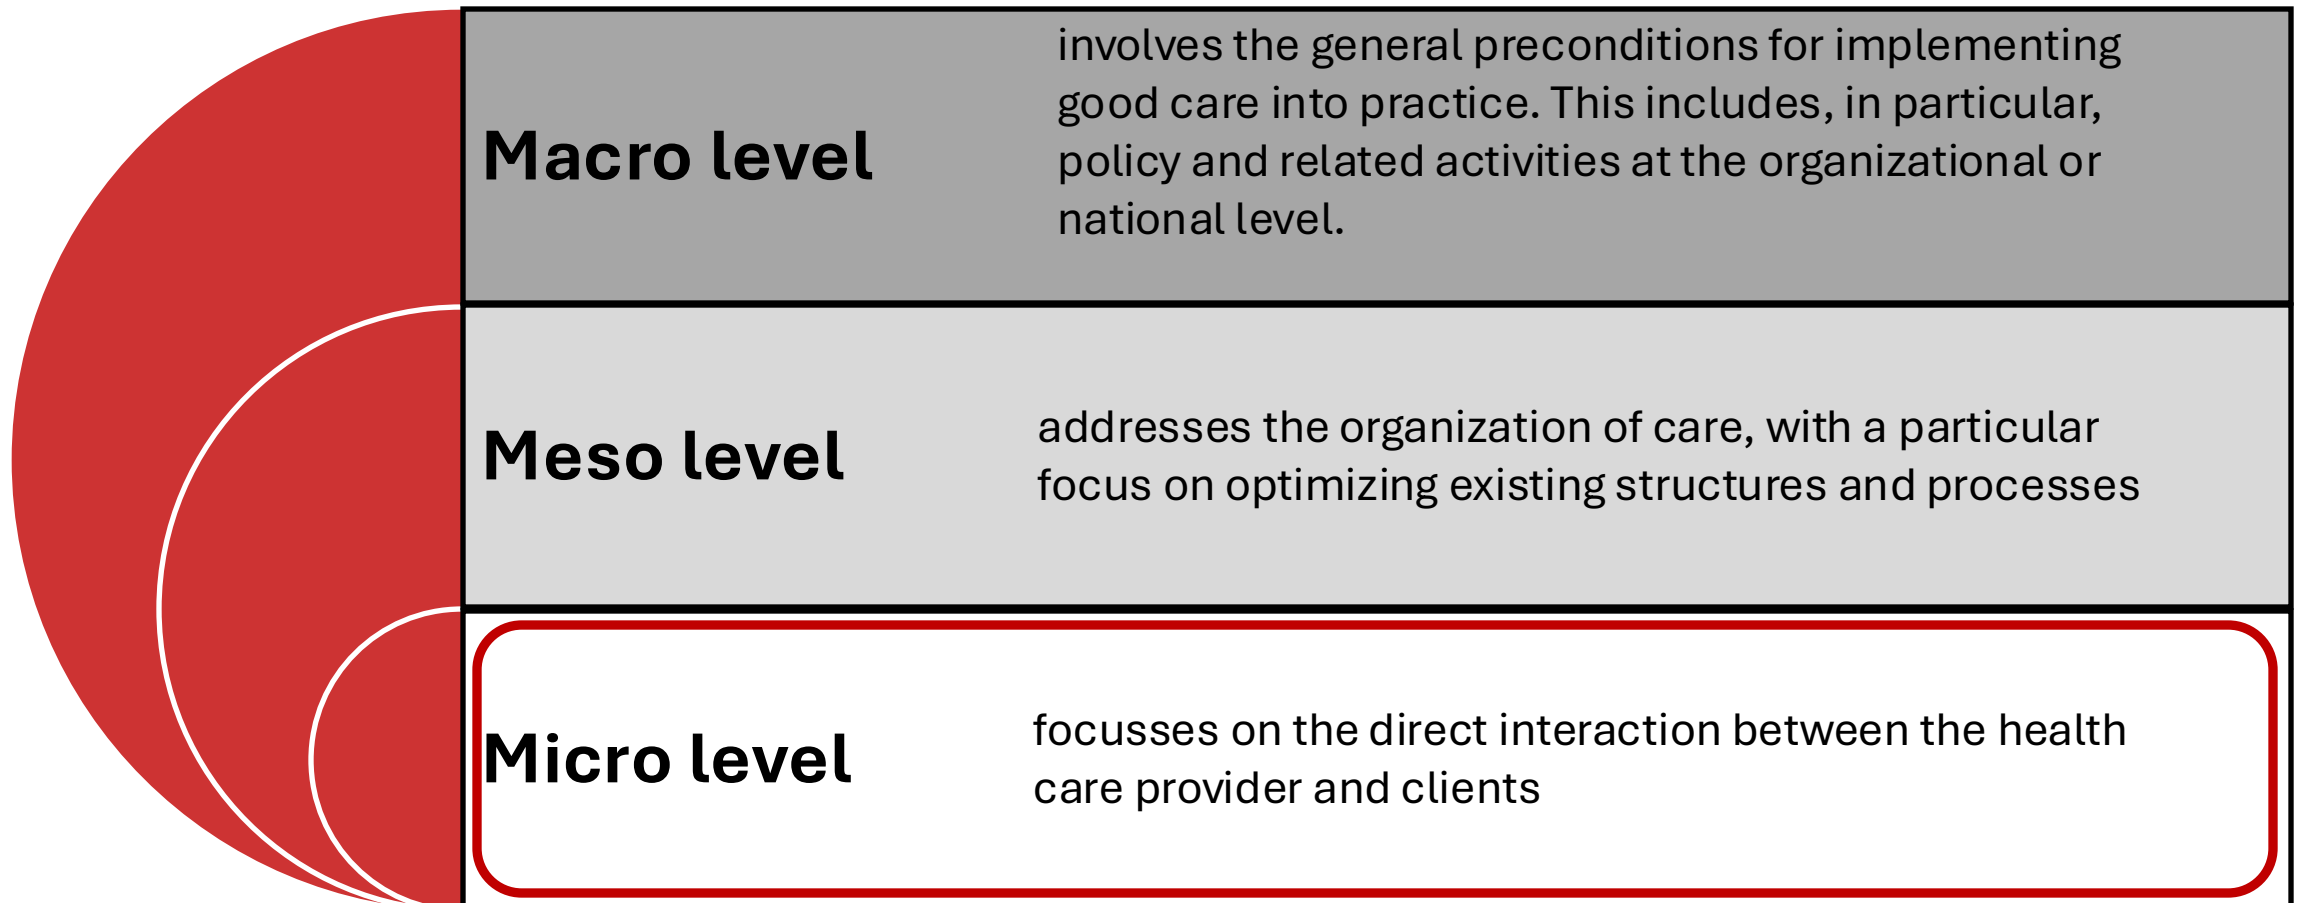 Macro level
involves the general preconditions for implementing
good care into practice. This includes, in particular,
policy and related activities at the organizational or
national level.
Meso level
addresses the organization of care, with a particular
focus on optimizing existing structures and processes
Micro level
focusses on the direct interaction between the health
care provider and clients